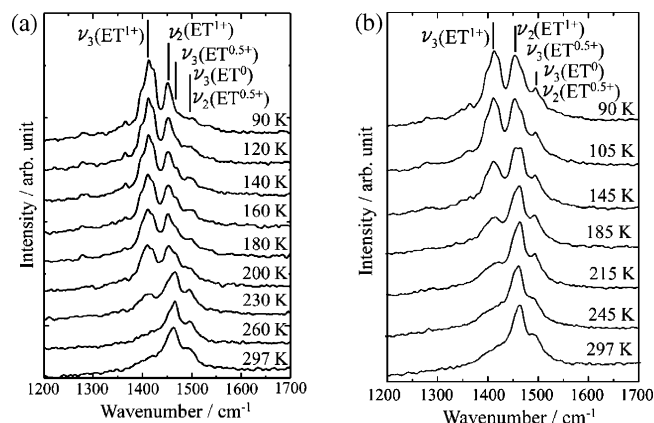 (a)
ν₃(ET¹⁺)
ν₂(ET¹⁺)
ν₃(ET⁰·⁵⁺)
ν₃(ET⁰)
ν₂(ET⁰·⁵⁺)
90 K
120 K
140 K
160 K
180 K
200 K
230 K
260 K
297 K
Intensity / arb. unit
1200 1300 1400 1500 1600 1700
Wavenumber / cm⁻¹
(b)
ν₃(ET¹⁺)
ν₂(ET¹⁺)
ν₃(ET⁰·⁵⁺)
ν₃(ET⁰)
ν₂(ET⁰·⁵⁺)
90 K
105 K
145 K
185 K
215 K
245 K
297 K
Intensity / arb. unit
1200 1300 1400 1500 1600 1700
Wavenumber / cm⁻¹